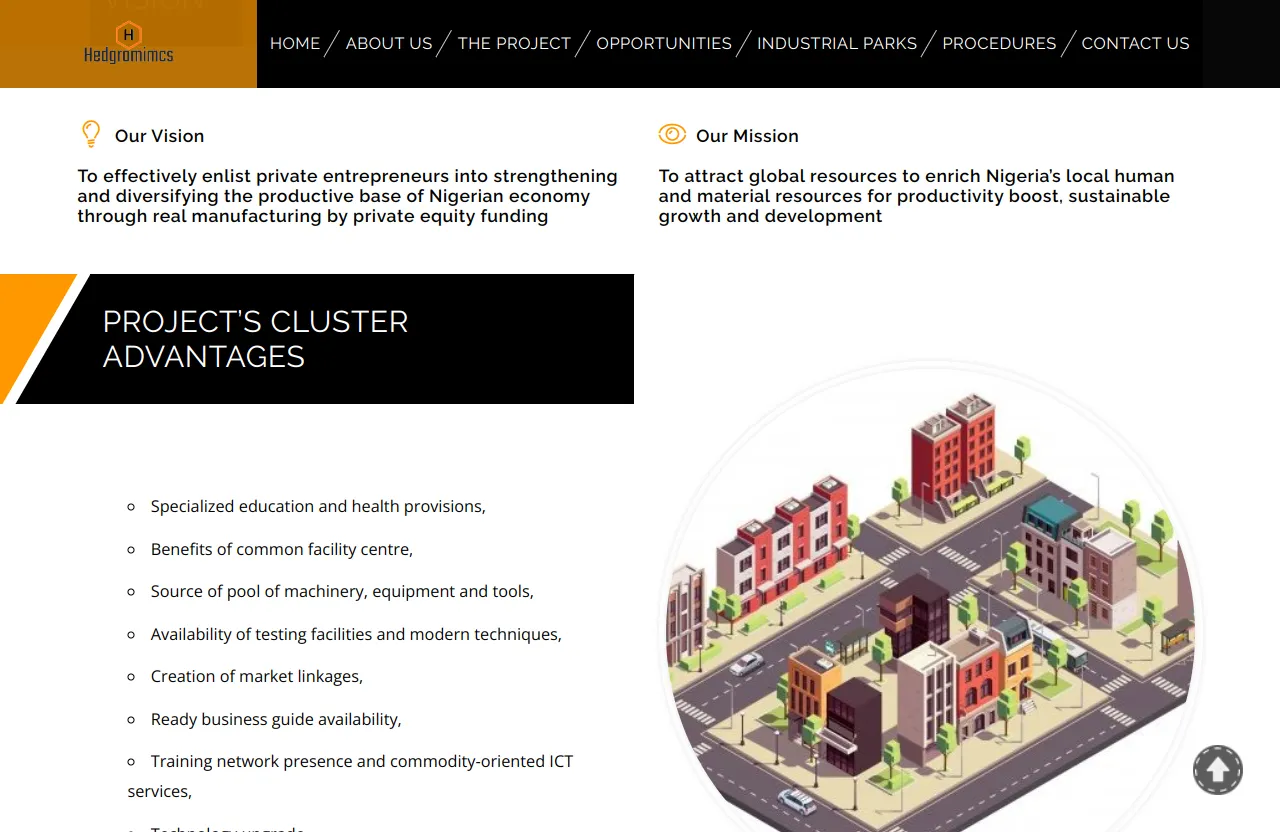 VISION
H
Hedgromimcs
HOME
ABOUT US
THE PROJECT
OPPORTUNITIES
INDUSTRIAL PARKS
PROCEDURES
CONTACT US
Our Vision
To effectively enlist private entrepreneurs into strengthening
and diversifying the productive base of Nigerian economy
through real manufacturing by private equity funding
Our Mission
To attract global resources to enrich Nigeria’s local human
and material resources for productivity boost, sustainable
growth and development
PROJECT’S CLUSTER
ADVANTAGES
Specialized education and health provisions,
Benefits of common facility centre,
Source of pool of machinery, equipment and tools,
Availability of testing facilities and modern techniques,
Creation of market linkages,
Ready business guide availability,
Training network presence and commodity-oriented ICT
services,
Technology upgrade